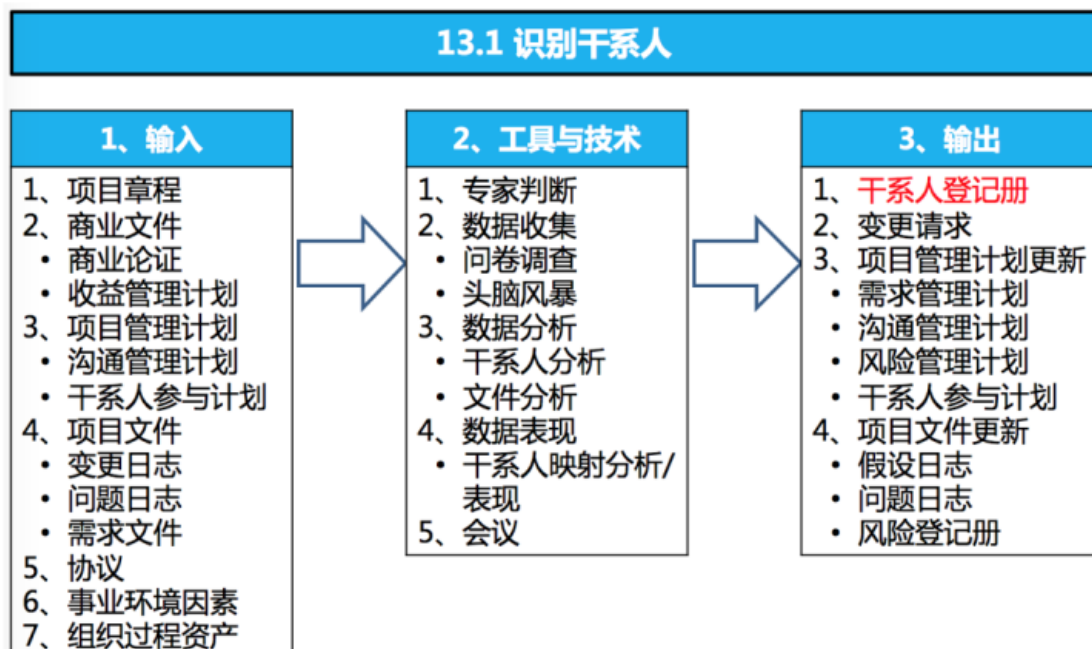 13.1 识别干系人
1、输入
1、项目章程
2、商业文件
• 商业论证
• 收益管理计划
3、项目管理计划
• 沟通管理计划
• 干系人参与计划
4、项目文件
• 变更日志
• 问题日志
• 需求文件
5、协议
6、事业环境因素
7、组织过程资产
2、工具与技术
1、专家判断
2、数据收集
• 问卷调查
• 头脑风暴
3、数据分析
• 干系人分析
• 文件分析
4、数据表现
• 干系人映射分析/
表现
5、会议
3、输出
1、干系人登记册
2、变更请求
3、项目管理计划更新
• 需求管理计划
• 沟通管理计划
• 风险管理计划
• 干系人参与计划
4、项目文件更新
• 假设日志
• 问题日志
• 风险登记册